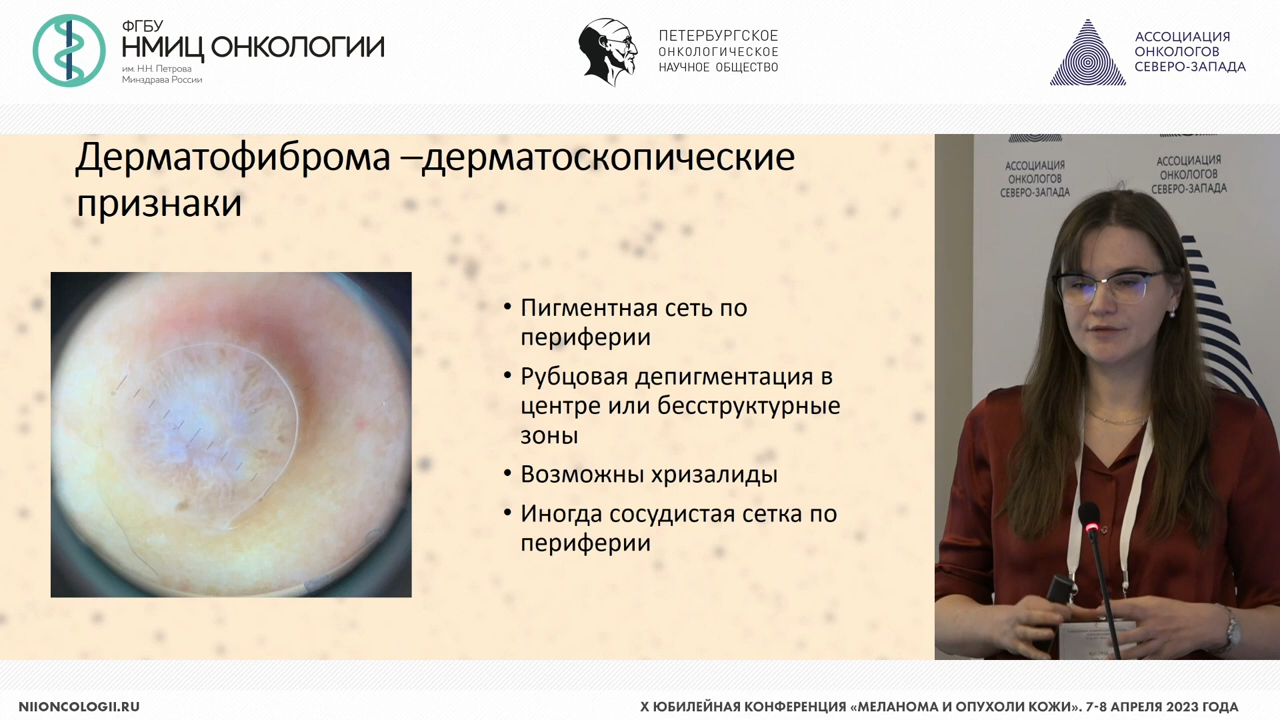 ФГБУ
НМИЦ ОНКОЛОГИИ
им. Н.Н. Петрова
Минздрава России
ПЕТЕРБУРГСКОЕ
ОНКОЛОГИЧЕСКОЕ
НАУЧНОЕ ОБЩЕСТВО
АССОЦИАЦИЯ
ОНКОЛОГОВ
СЕВЕРО-ЗАПАДА
Дерматофиброма –дерматоскопические
признаки
• Пигментная сеть по
периферии
• Рубцовая депигментация в
центре или бесструктурные
зоны
• Возможны хризалиды
• Иногда сосудистая сетка по
периферии
АССОЦИАЦИЯ
ОНКОЛОГОВ
СЕВЕРО-ЗАПАДА
АССОЦИАЦИЯ
ОНКОЛОГОВ
СЕВЕРО-ЗАПАДА
NIIONCOLOGII.RU
X ЮБИЛЕЙНАЯ КОНФЕРЕНЦИЯ «МЕЛАНОМА И ОПУХОЛИ КОЖИ». 7-8 АПРЕЛЯ 2023 ГОДА